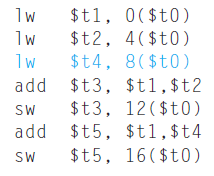 lw $t1, 0($t0)
lw $t2, 4($t0)
lw $t4, 8($t0)
add $t3, $t1,$t2
sw $t3, 12($t0)
add $t5, $t1,$t4
sw $t5, 16($t0)